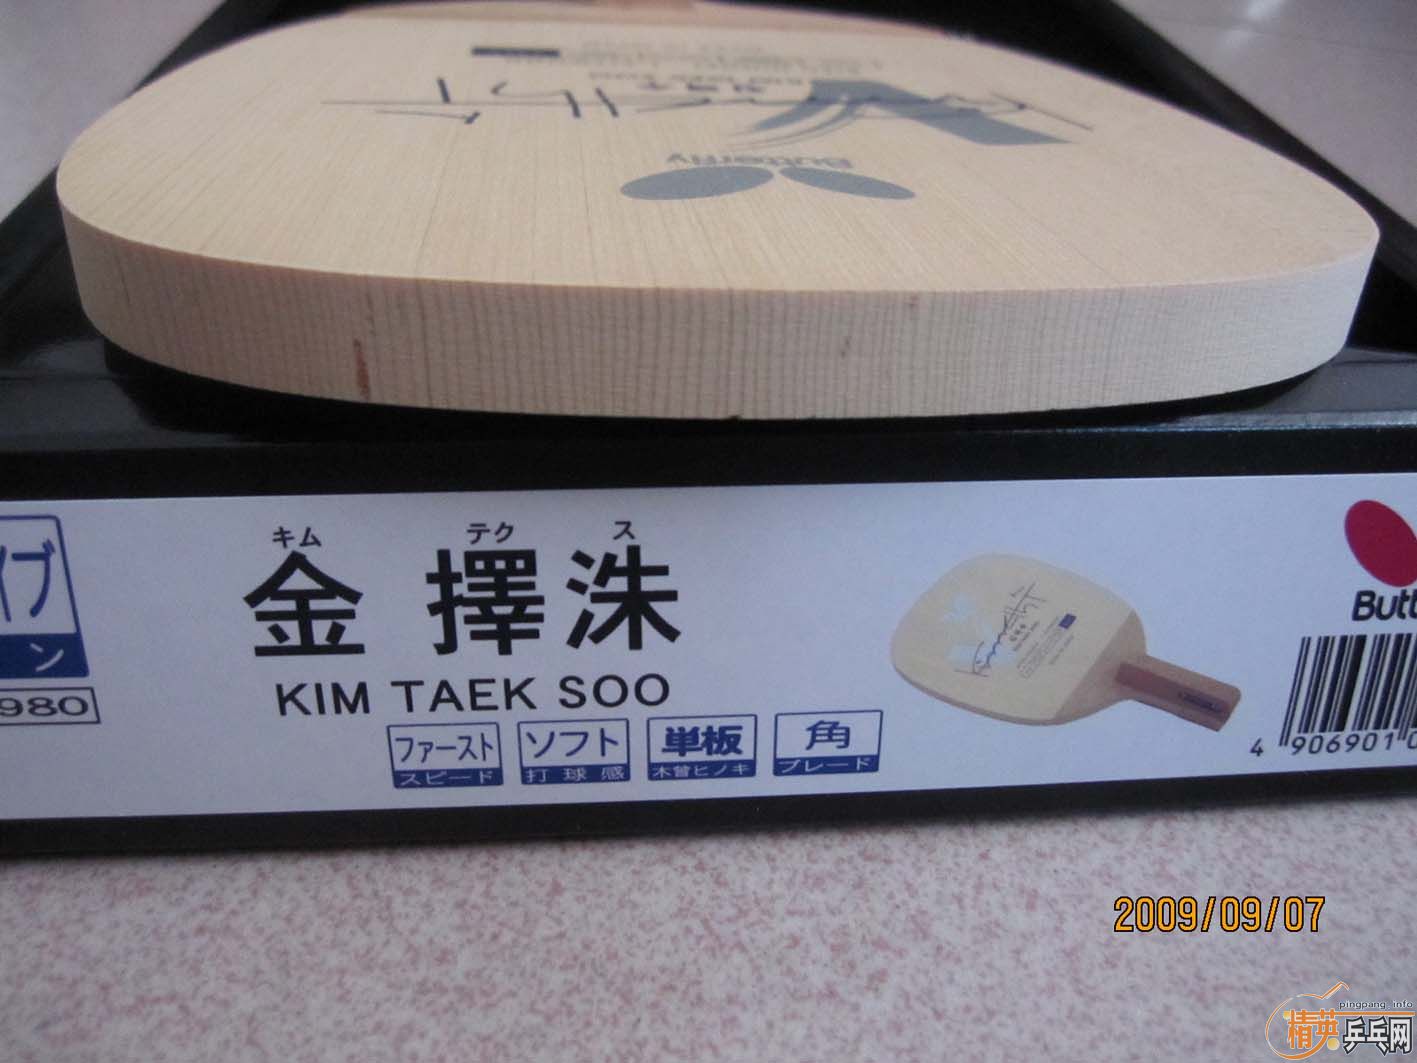 Butterfly
イブ
ン
980
キム テク ス
金 擇洙
KIM TAEK SOO
ファースト
スピード
ソフト
打球感
単板
木曽ヒノキ
角
ブレード
Butt
4 906901 0
2009/09/07
pingpang.info
精英乒乓网